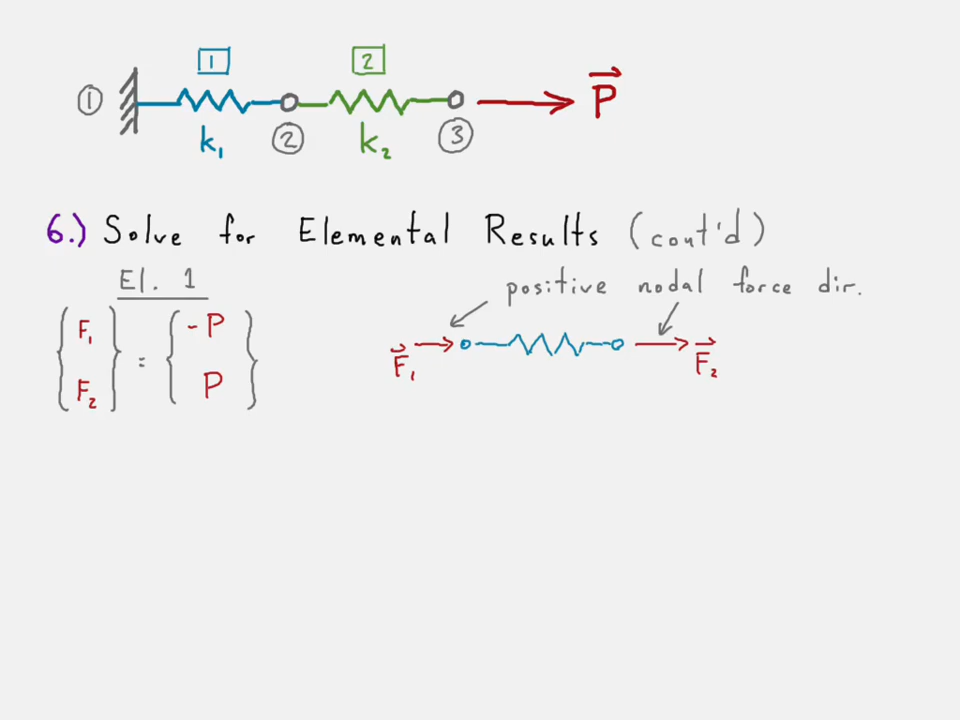 1 2
① P
k₁ ② k₂ ③
6.) Solve for Elemental Results (cont'd)
El. 1
positive nodal force dir.
{F₁ F₂} = {-P P}
F₁ F₂